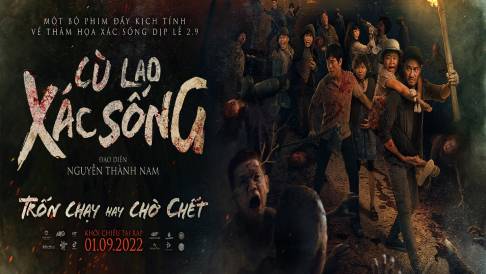 MỘT BỘ PHIM ĐẦY KỊCH TÍNH
VỀ THẢM HỌA XÁC SỐNG DỊP LỄ 2.9
CÙ LAO
XÁC SỐNG
ĐẠO DIỄN
NGUYỄN THÀNH NAM
TRỐN CHẠY HAY CHỜ CHẾT
KHỞI CHIẾU TẠI RẠP
01.09.2022